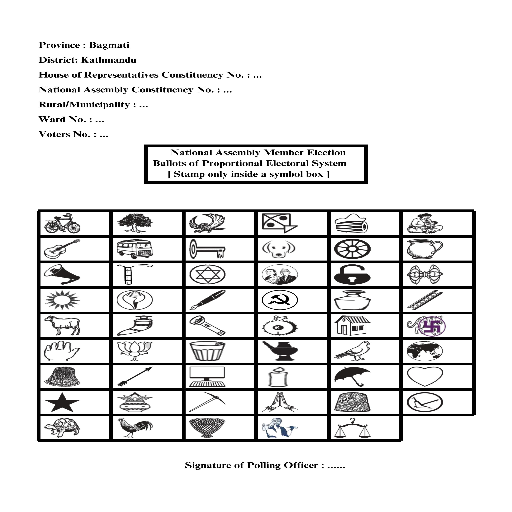 Province : Bagmati
District: Kathmandu
House of Representatives Constituency No. : ...
National Assembly Constituency No. : ...
Rural/Municipality : ...
Ward No. : ...
Voters No. : ...
National Assembly Member Election
Ballots of Proportional Electoral System
[ Stamp only inside a symbol box ]
Signature of Polling Officer : ......